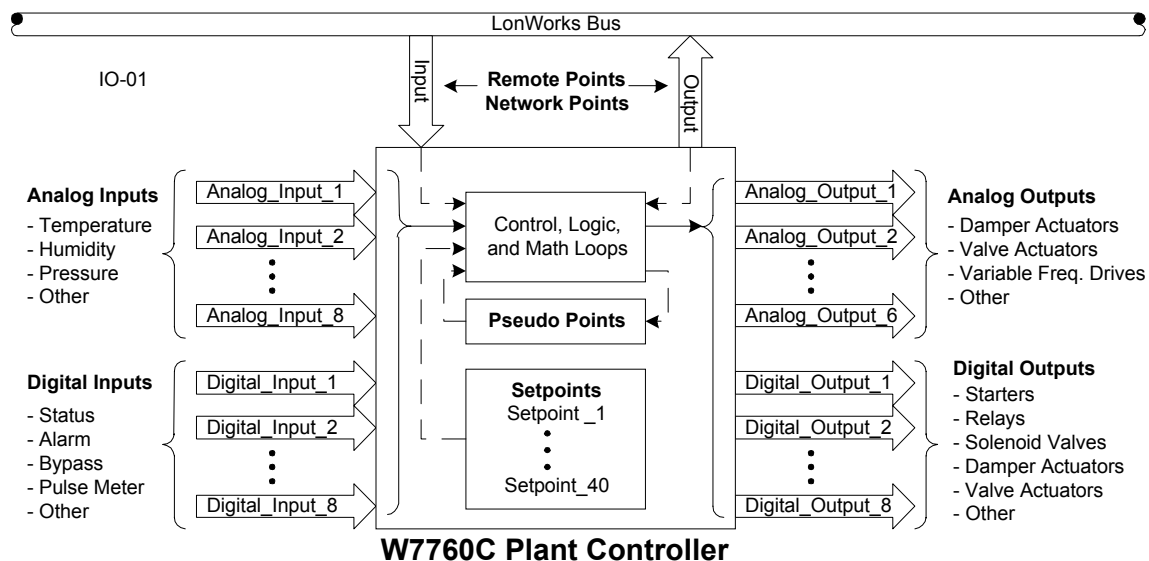 LonWorks Bus
IO-01
Input
Remote Points
Network Points
Output
Analog Inputs
- Temperature
- Humidity
- Pressure
- Other
Analog_Input_1
Analog_Input_2
Analog_Input_8
Digital Inputs
- Status
- Alarm
- Bypass
- Pulse Meter
- Other
Digital_Input_1
Digital_Input_2
Digital_Input_8
Control, Logic,
and Math Loops
Pseudo Points
Setpoints
Setpoint _1
Setpoint_40
Analog_Output_1
Analog_Output_2
Analog_Output_6
Analog Outputs
- Damper Actuators
- Valve Actuators
- Variable Freq. Drives
- Other
Digital_Output_1
Digital_Output_2
Digital_Output_8
Digital Outputs
- Starters
- Relays
- Solenoid Valves
- Damper Actuators
- Valve Actuators
- Other
W7760C Plant Controller